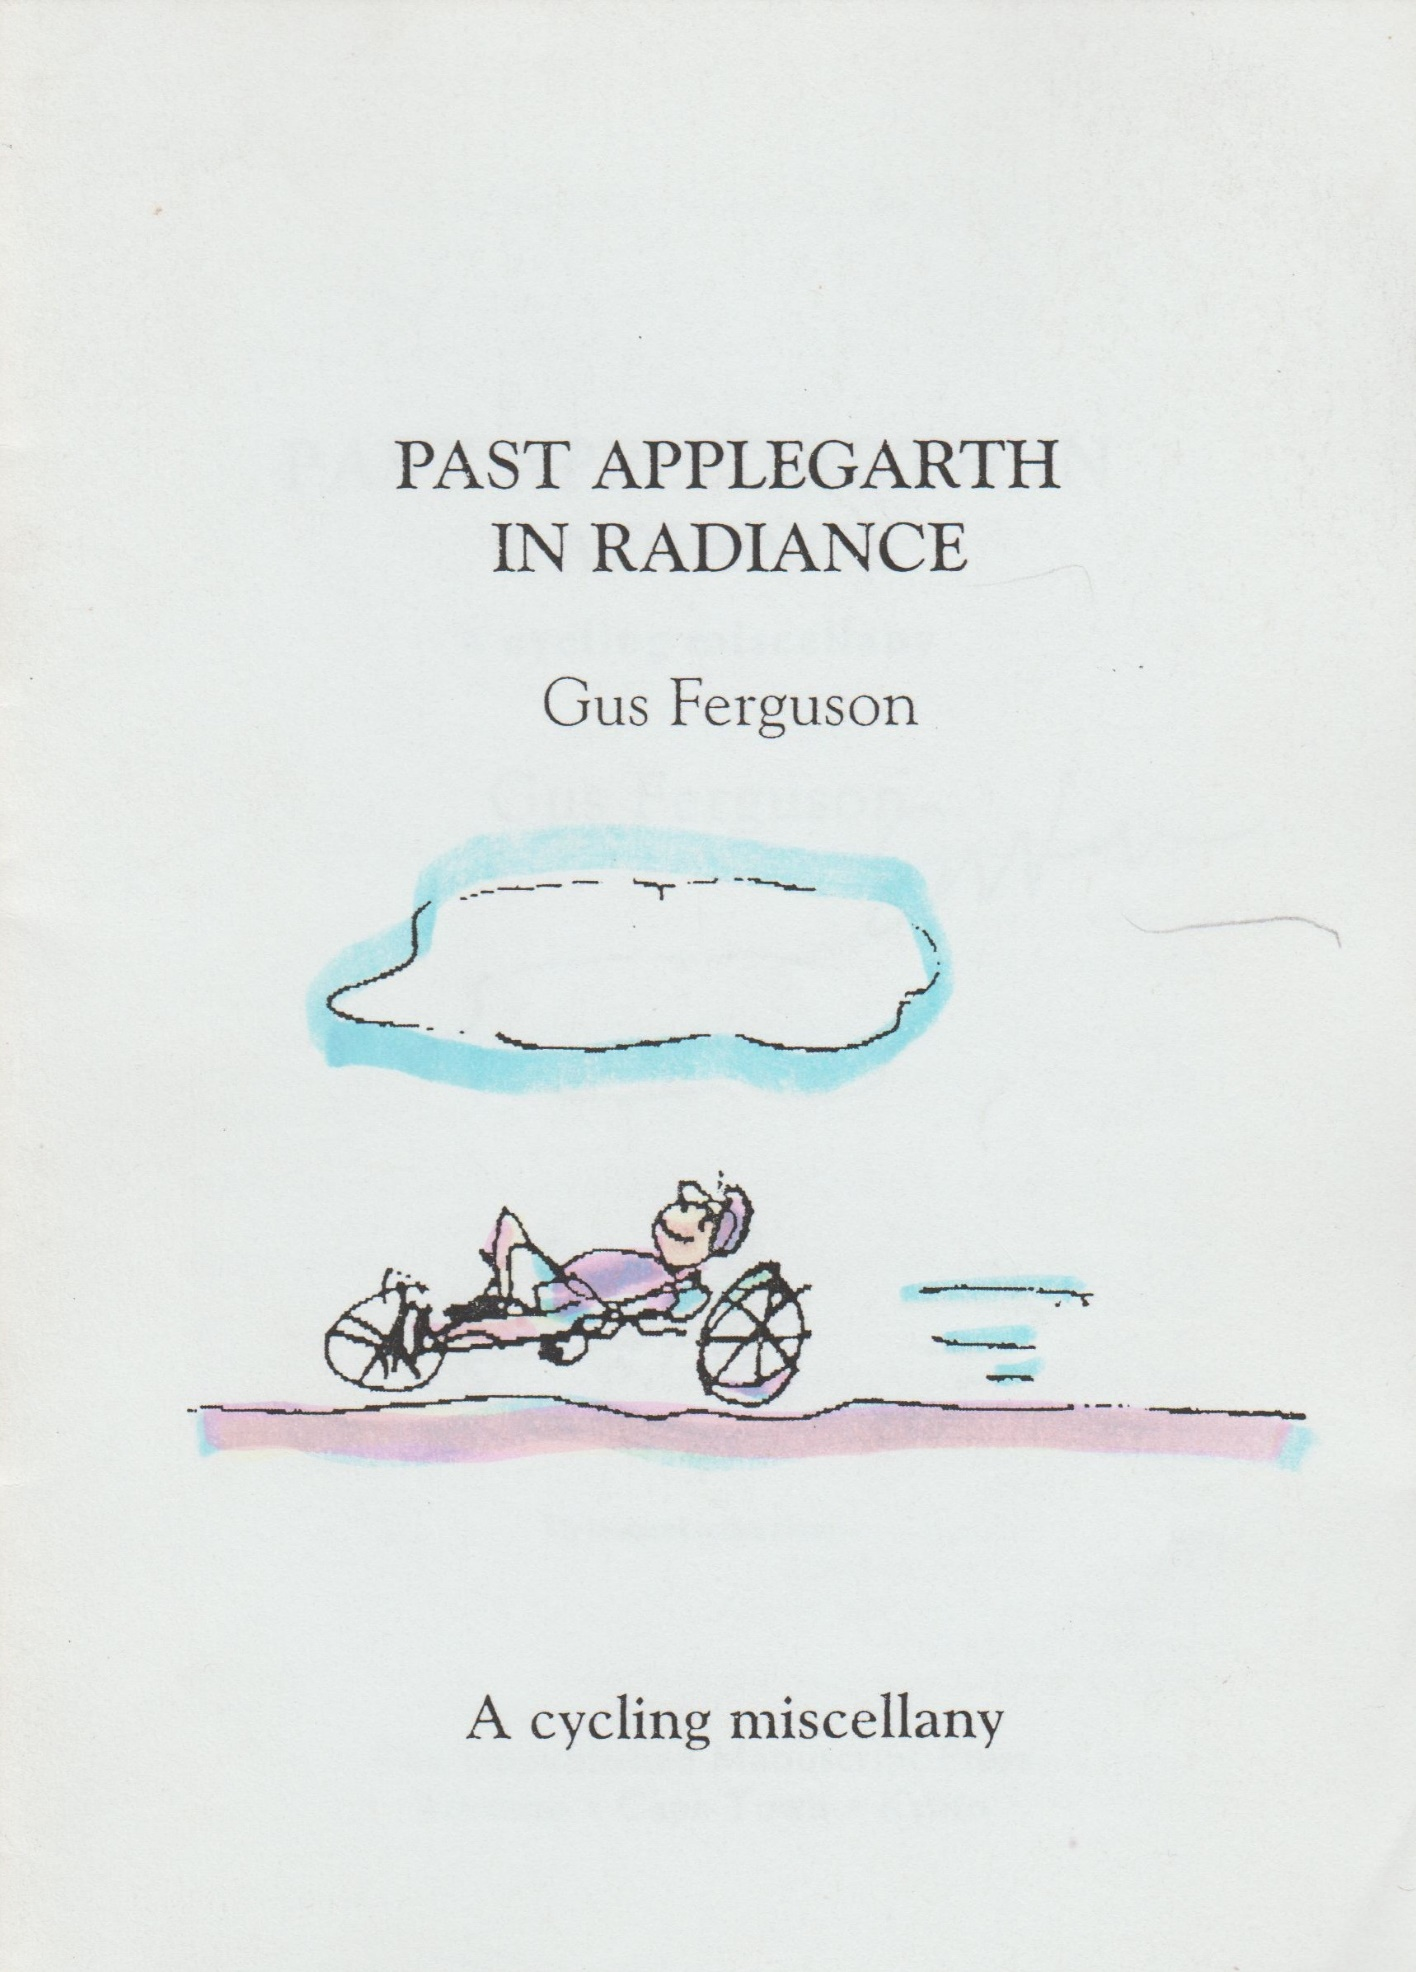 PAST APPLEGARTH
IN RADIANCE
Gus Ferguson
A cycling miscellany